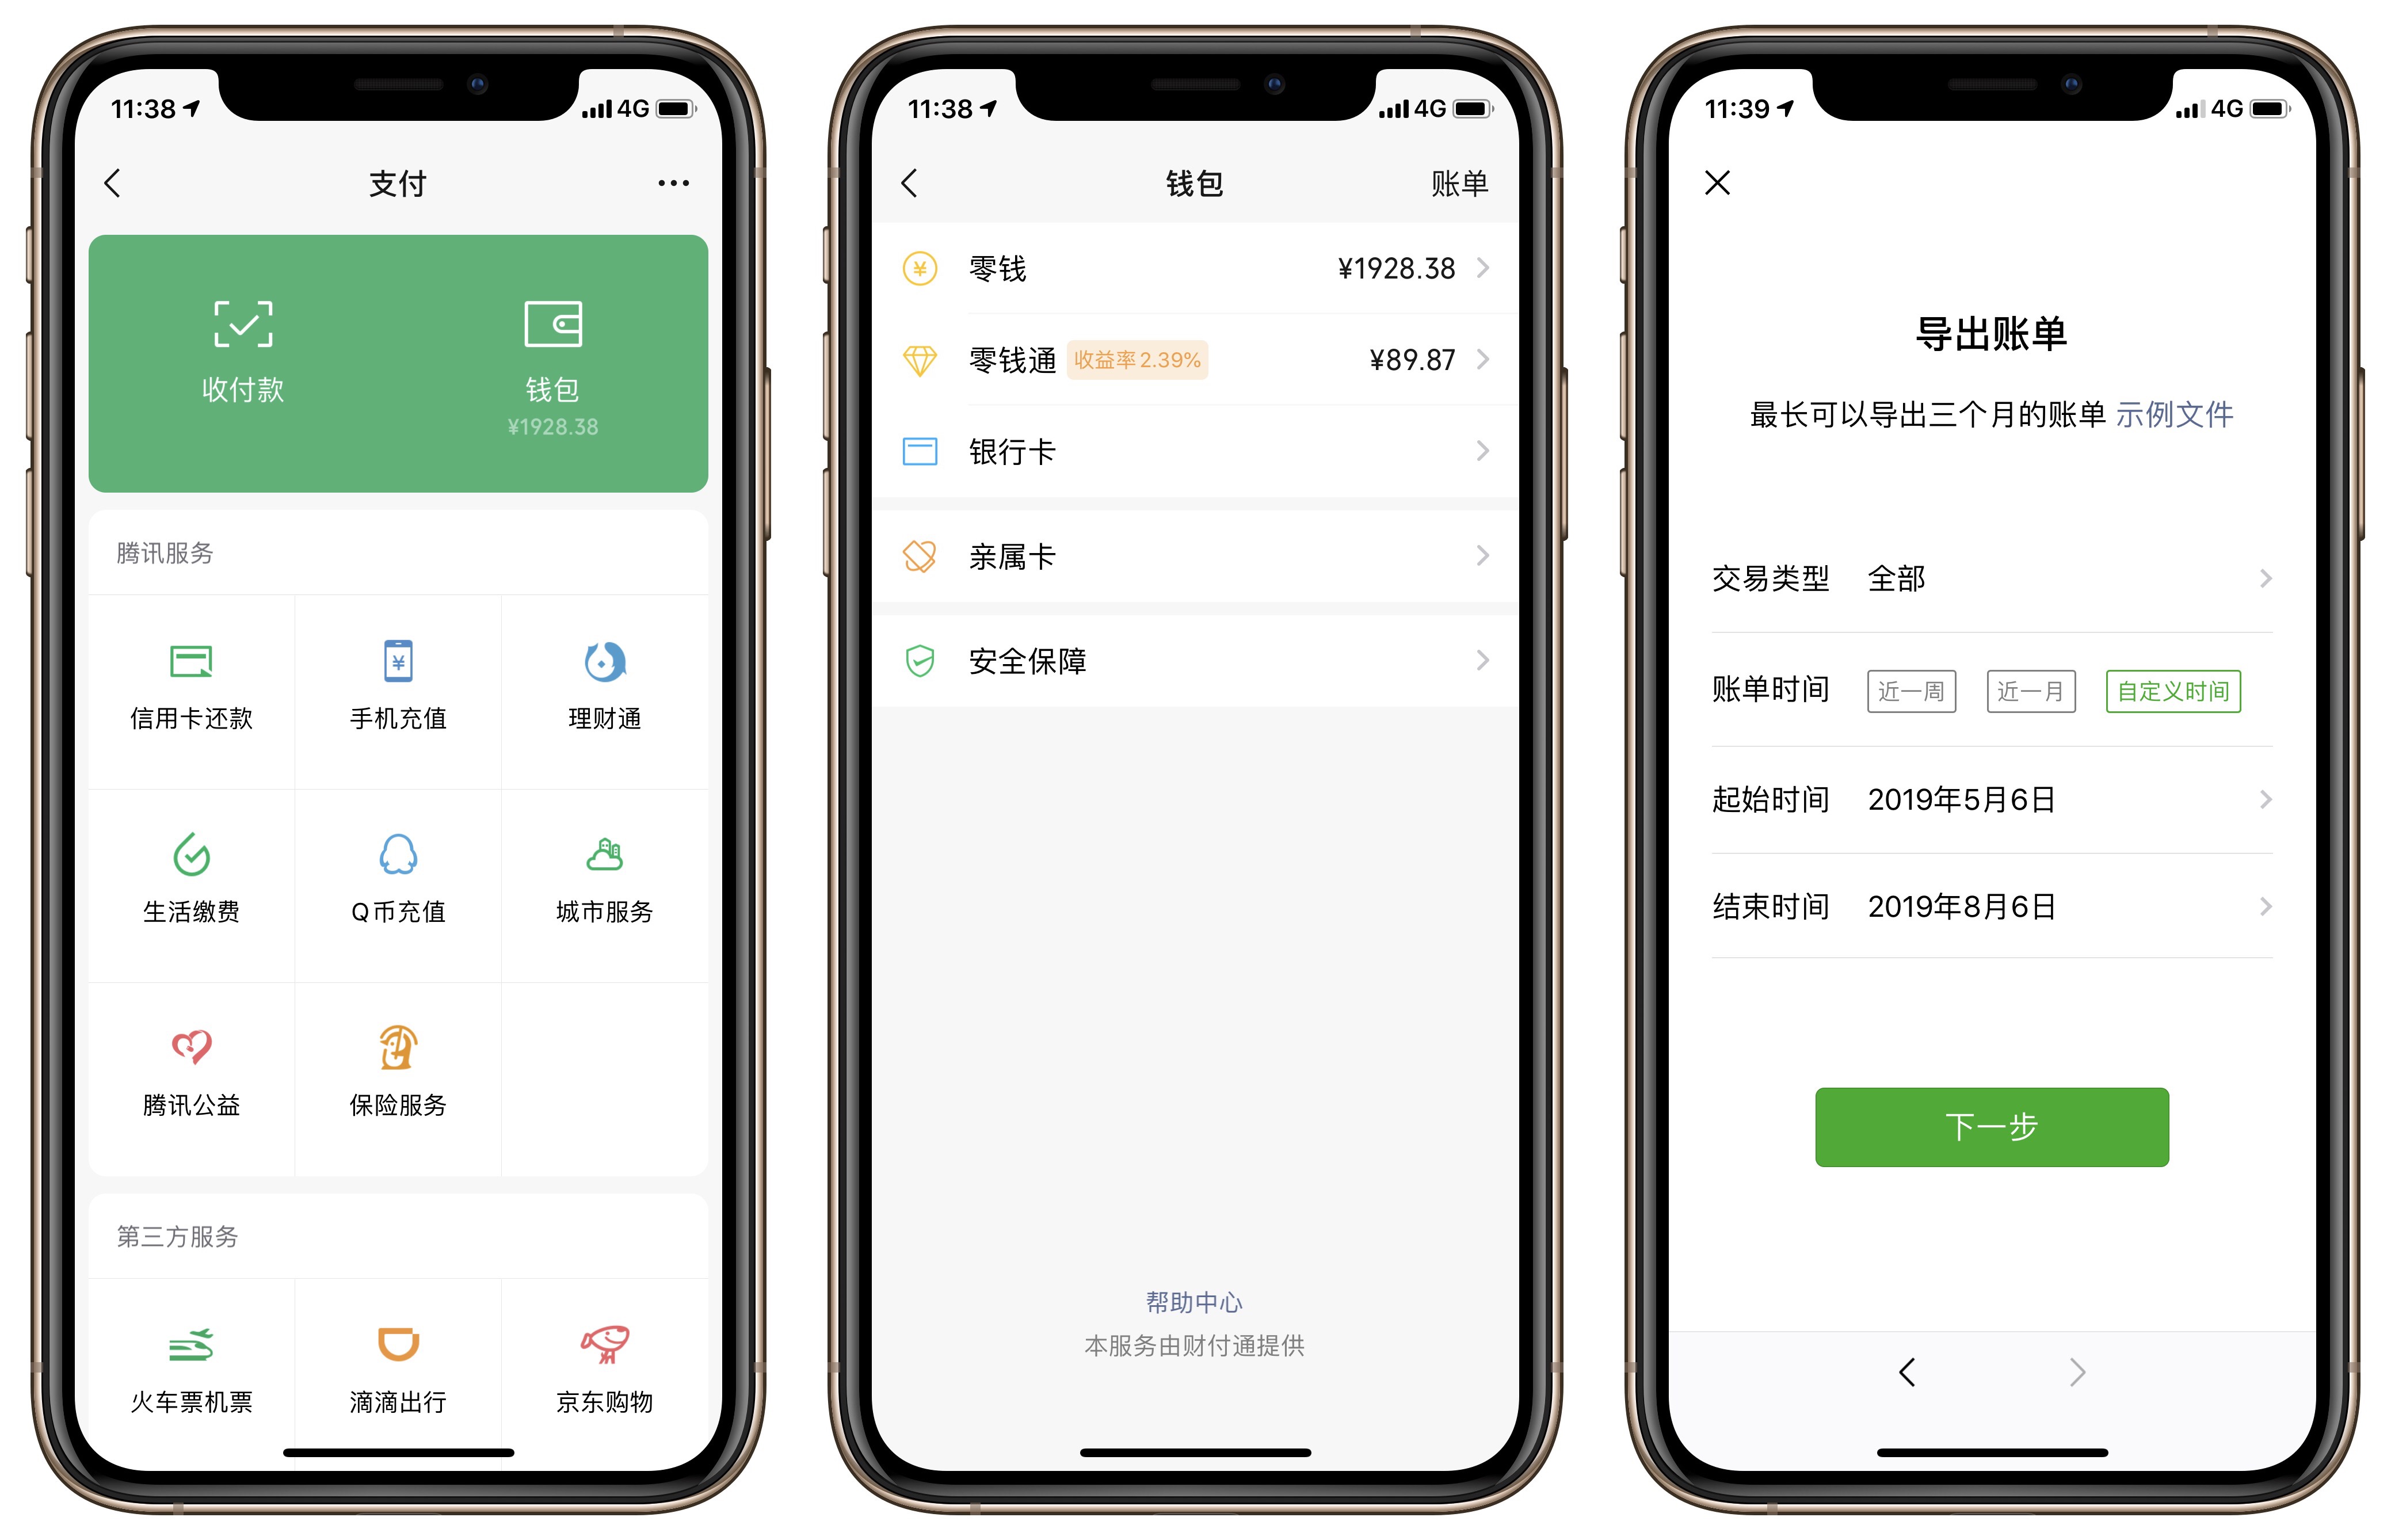 11:38
4G
支付
收付款
钱包
¥1928.38
腾讯服务
信用卡还款
手机充值
理财通
生活缴费
Q币充值
城市服务
腾讯公益
保险服务
第三方服务
火车票机票
滴滴出行
京东购物
11:38
4G
钱包
账单
零钱
¥1928.38
零钱通 收益率2.39%
¥89.87
银行卡
亲属卡
安全保障
帮助中心
本服务由财付通提供
11:39
4G
导出账单
最长可以导出三个月的账单 示例文件
交易类型 全部
账单时间 近一周 近一月 自定义时间
起始时间 2019年5月6日
结束时间 2019年8月6日
下一步